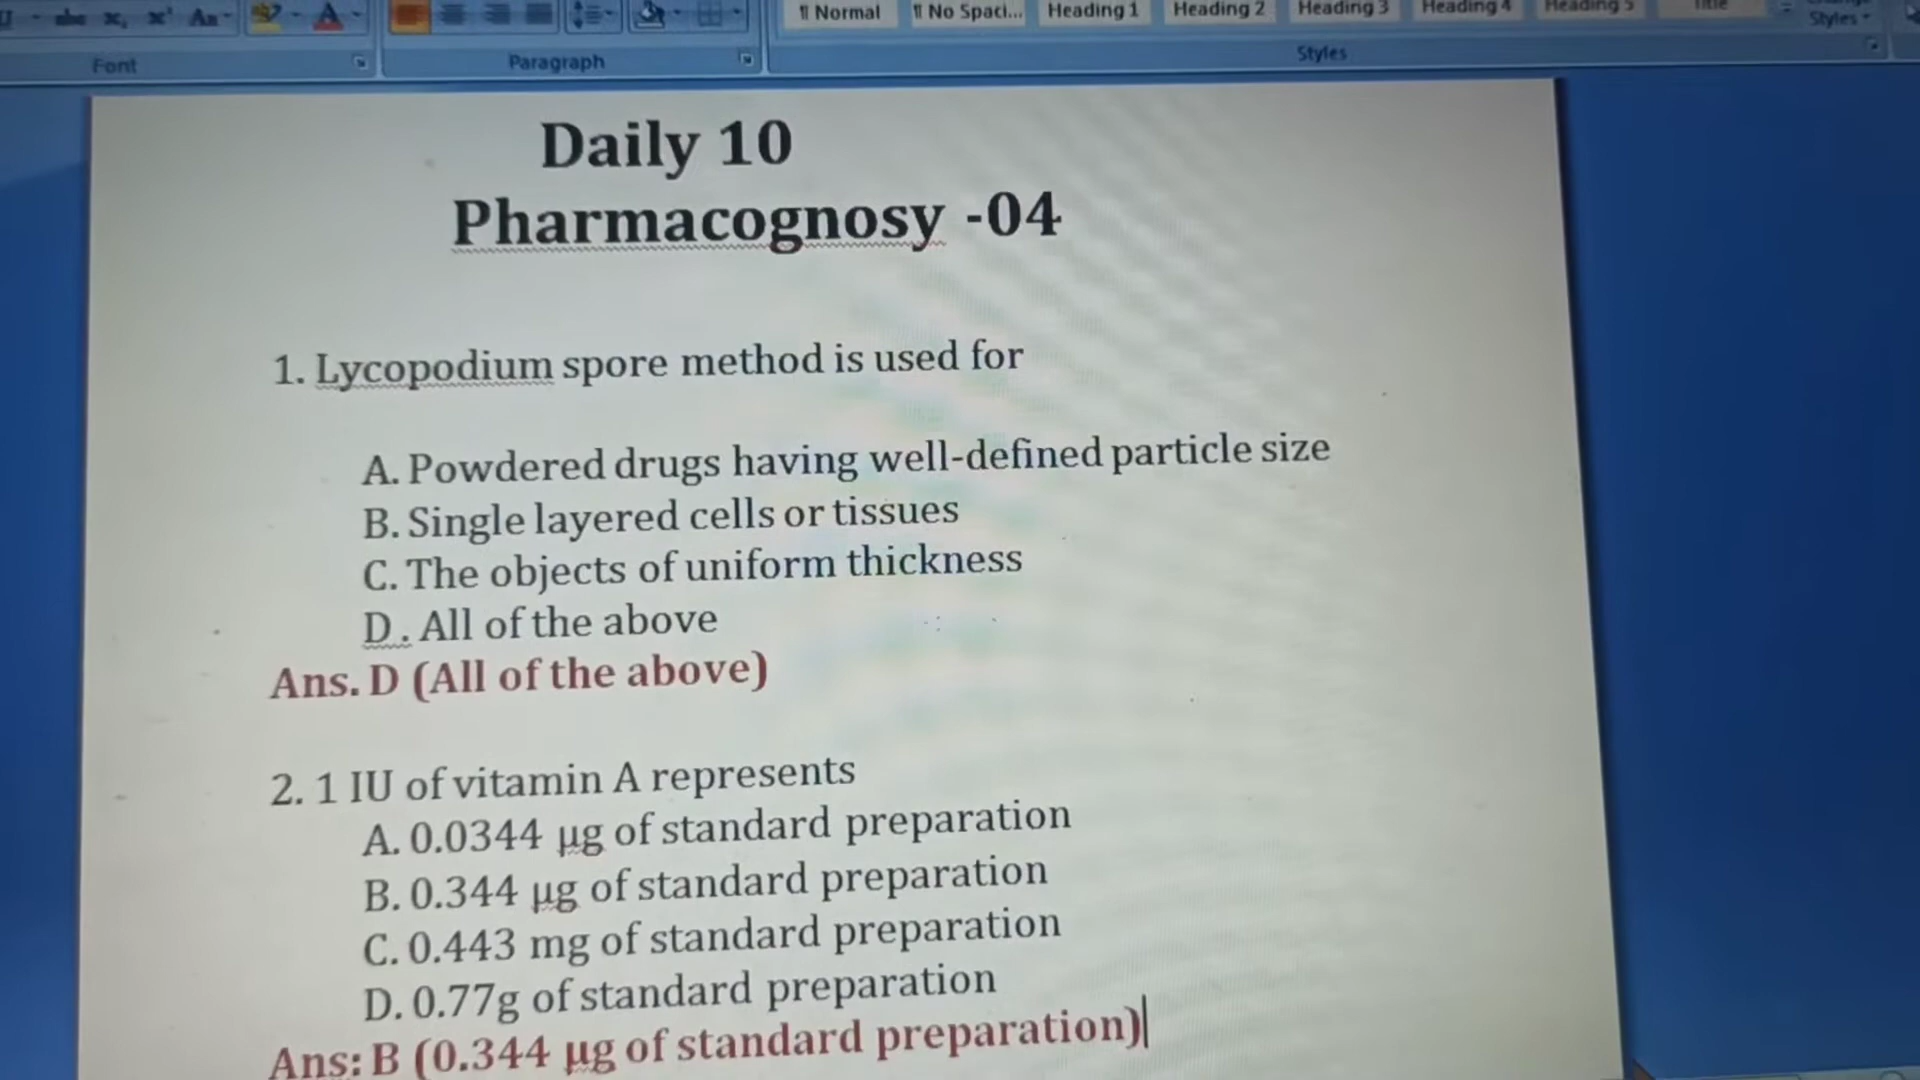 Normal No Spaci... Heading 1 Heading 2 Heading 3 Heading 4 Heading 5 Title
Styles
Font Paragraph Styles
Daily 10
Pharmacognosy -04
1. Lycopodium spore method is used for
A. Powdered drugs having well-defined particle size
B. Single layered cells or tissues
C. The objects of uniform thickness
D. All of the above
Ans. D (All of the above)
2. 1 IU of vitamin A represents
A. 0.0344 µg of standard preparation
B. 0.344 µg of standard preparation
C. 0.443 mg of standard preparation
D. 0.77g of standard preparation
Ans: B (0.344 µg of standard preparation)